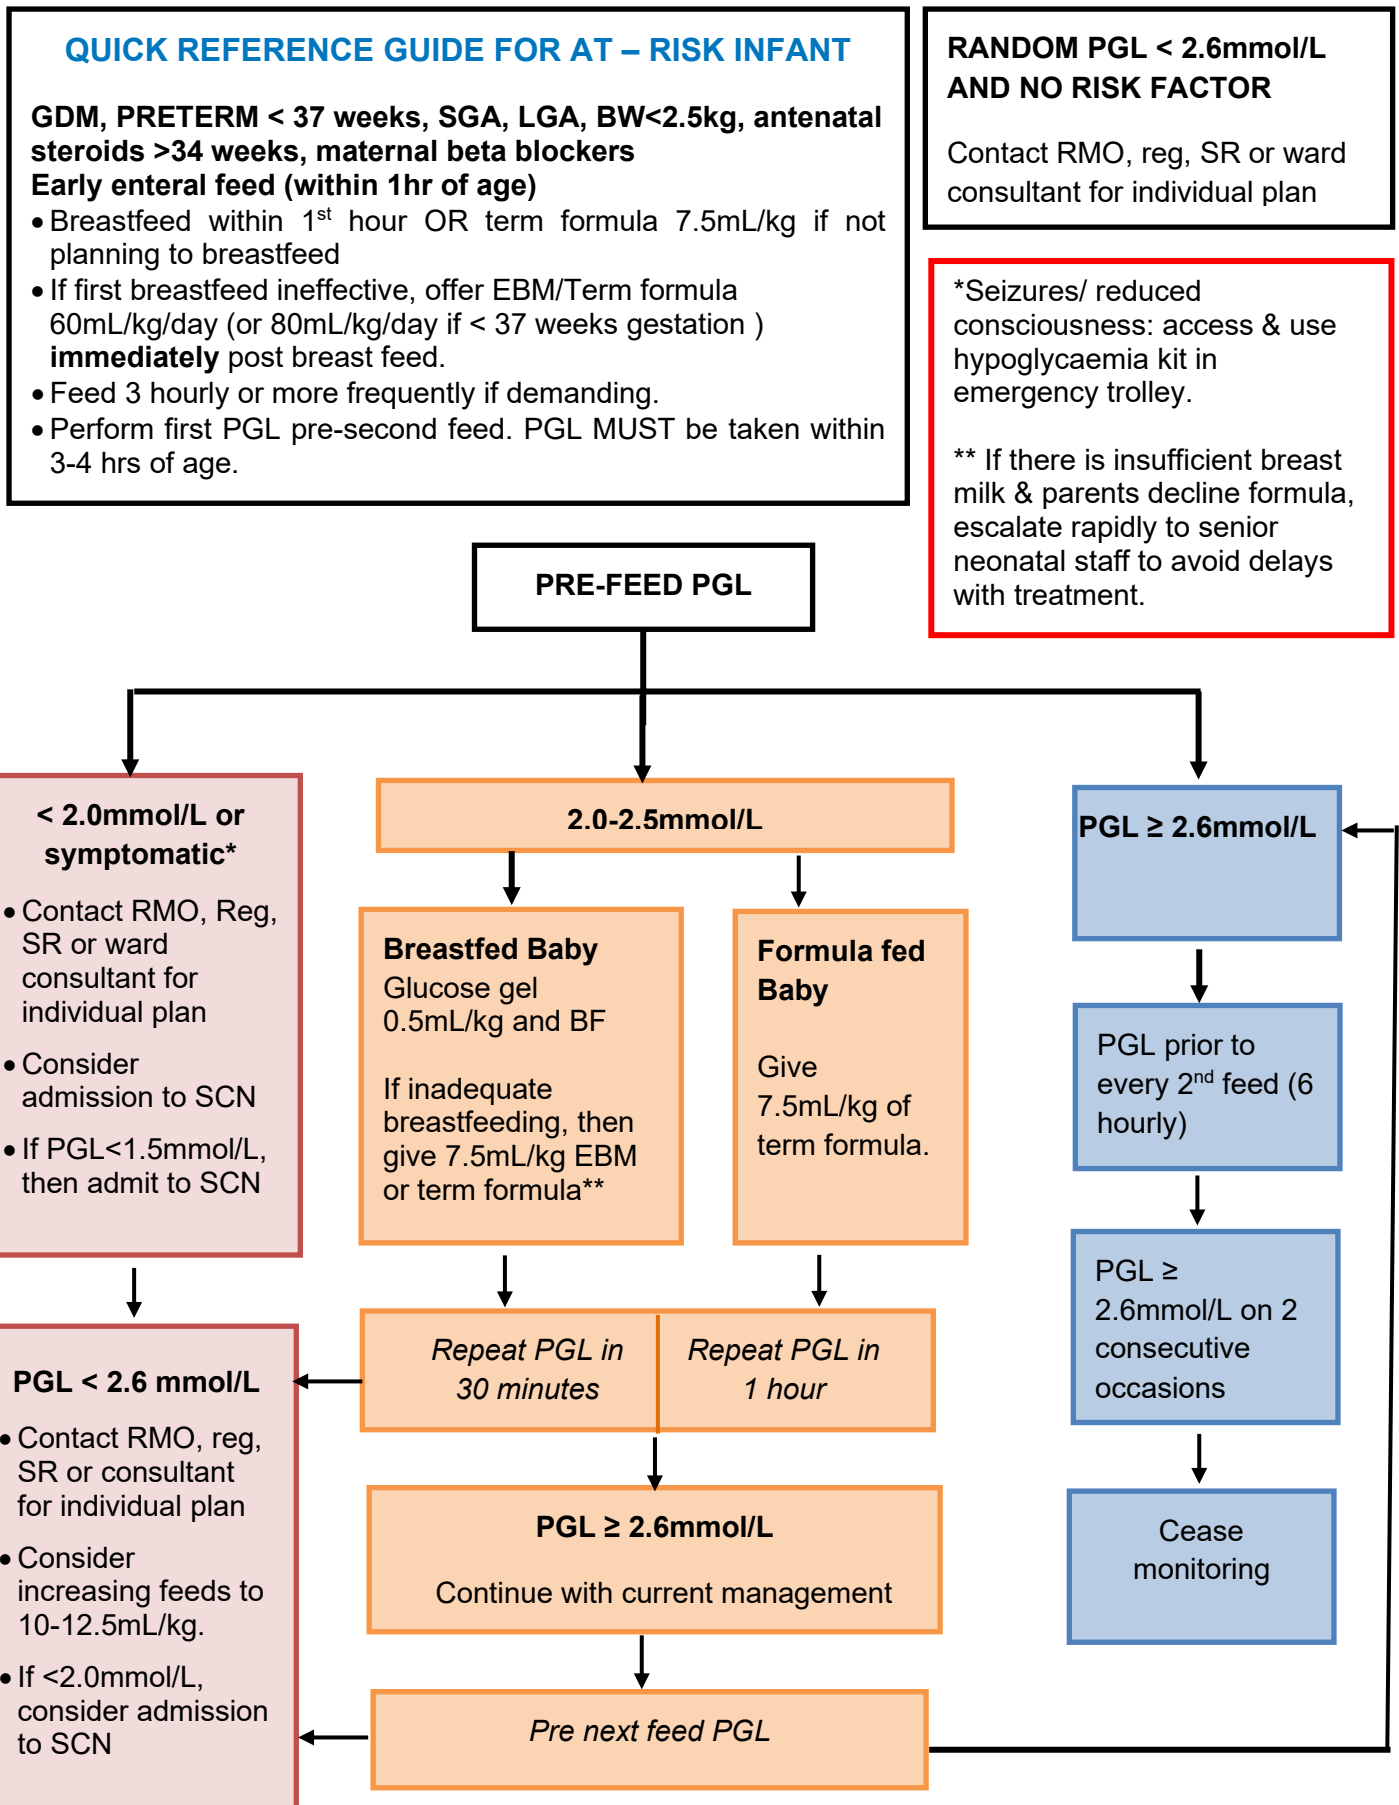 QUICK REFERENCE GUIDE FOR AT – RISK INFANT
GDM, PRETERM < 37 weeks, SGA, LGA, BW<2.5kg, antenatal
steroids >34 weeks, maternal beta blockers
Early enteral feed (within 1hr of age)
• Breastfeed within 1st hour OR term formula 7.5mL/kg if not
planning to breastfeed
• If first breastfeed ineffective, offer EBM/Term formula
60mL/kg/day (or 80mL/kg/day if < 37 weeks gestation )
immediately post breast feed.
• Feed 3 hourly or more frequently if demanding.
• Perform first PGL pre-second feed. PGL MUST be taken within
3-4 hrs of age.
RANDOM PGL < 2.6mmol/L
AND NO RISK FACTOR
Contact RMO, reg, SR or ward
consultant for individual plan
*Seizures/ reduced
consciousness: access & use
hypoglycaemia kit in
emergency trolley.
** If there is insufficient breast
milk & parents decline formula,
escalate rapidly to senior
neonatal staff to avoid delays
with treatment.
PRE-FEED PGL
< 2.0mmol/L or
symptomatic*
• Contact RMO, Reg,
SR or ward
consultant for
individual plan
• Consider
admission to SCN
• If PGL<1.5mmol/L,
then admit to SCN
PGL < 2.6 mmol/L
• Contact RMO, reg,
SR or consultant
for individual plan
• Consider
increasing feeds to
10-12.5mL/kg.
• If <2.0mmol/L,
consider admission
to SCN
2.0-2.5mmol/L
Breastfed Baby
Glucose gel
0.5mL/kg and BF
If inadequate
breastfeeding, then
give 7.5mL/kg EBM
or term formula**
Formula fed
Baby
Give
7.5mL/kg of
term formula.
Repeat PGL in
30 minutes
Repeat PGL in
1 hour
PGL ≥ 2.6mmol/L
Continue with current management
Pre next feed PGL
PGL ≥ 2.6mmol/L
PGL prior to
every 2nd feed (6
hourly)
PGL ≥
2.6mmol/L on 2
consecutive
occasions
Cease
monitoring